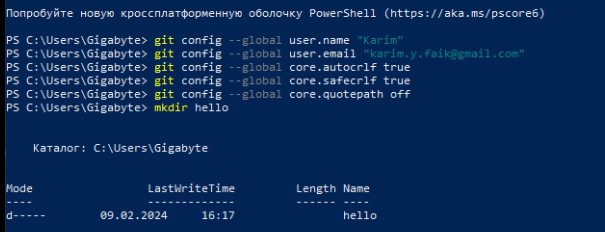 Попробуйте новую кроссплатформенную оболочку PowerShell (https://aka.ms/pscore6)
PS C:\Users\Gigabyte> git config --global user.name "Karim"
PS C:\Users\Gigabyte> git config --global user.email "karim.y.faik@gmail.com"
PS C:\Users\Gigabyte> git config --global core.autocrlf true
PS C:\Users\Gigabyte> git config --global core.safecrlf true
PS C:\Users\Gigabyte> git config --global core.quotepath off
PS C:\Users\Gigabyte> mkdir hello
Каталог: C:\Users\Gigabyte
Mode LastWriteTime Length Name
---- ------------- ------ ----
d----- 09.02.2024 16:17 hello